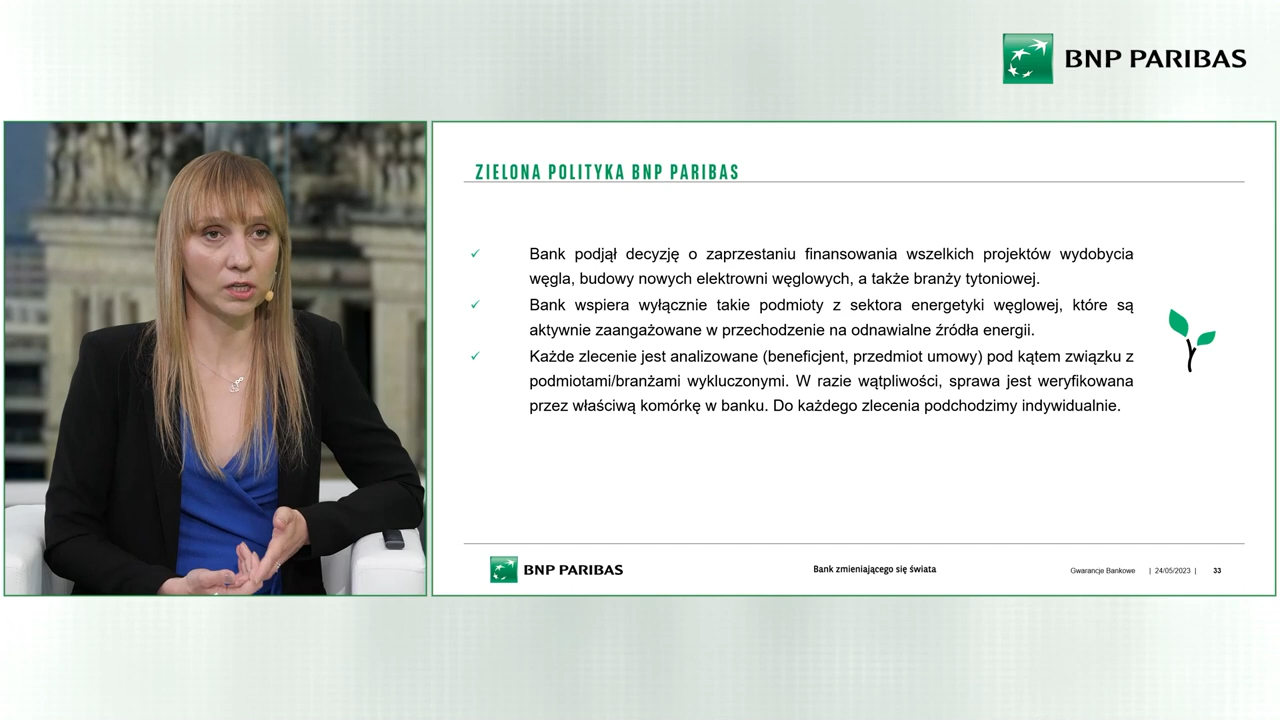 BNP PARIBAS
ZIELONA POLITYKA BNP PARIBAS
✓ Bank podjął decyzję o zaprzestaniu finansowania wszelkich projektów wydobycia
węgla, budowy nowych elektrowni węglowych, a także branży tytoniowej.
✓ Bank wspiera wyłącznie takie podmioty z sektora energetyki węglowej, które są
aktywnie zaangażowane w przechodzenie na odnawialne źródła energii.
✓ Każde zlecenie jest analizowane (beneficjent, przedmiot umowy) pod kątem związku z
podmiotami/branżami wykluczonymi. W razie wątpliwości, sprawa jest weryfikowana
przez właściwą komórkę w banku. Do każdego zlecenia podchodzimy indywidualnie.
BNP PARIBAS
Bank zmieniającego się świata
Gwarancje Bankowe | 24/05/2023 | 33